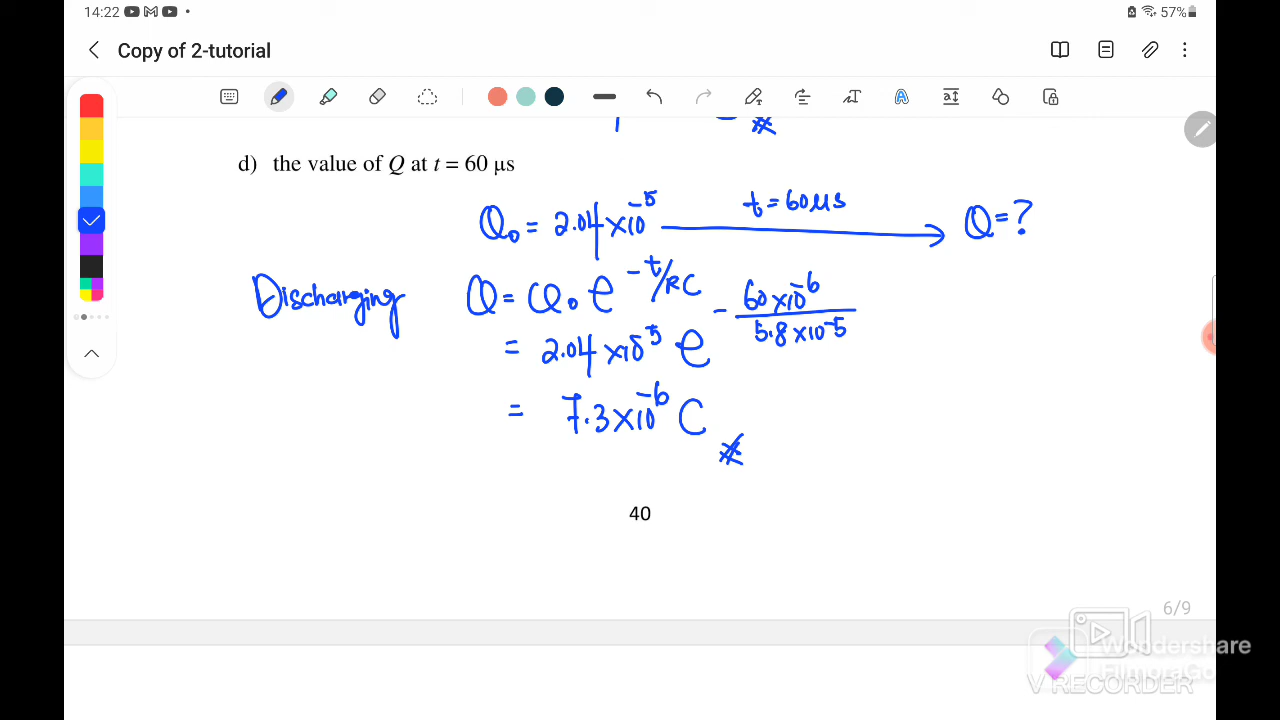 14:22 57%
Copy of 2-tutorial
d) the value of Q at t = 60 μs
Q₀ = 2.04×10⁻⁵ t = 60μs Q = ?
Discharging Q = Q₀ e^(-t/RC)
= 2.04×10⁻⁵ e^(-60×10⁻⁶/5.8×10⁻⁵)
= 7.3×10⁻⁶ C
40
6/9
Wondershare
FilmoraGo
V RECORDER